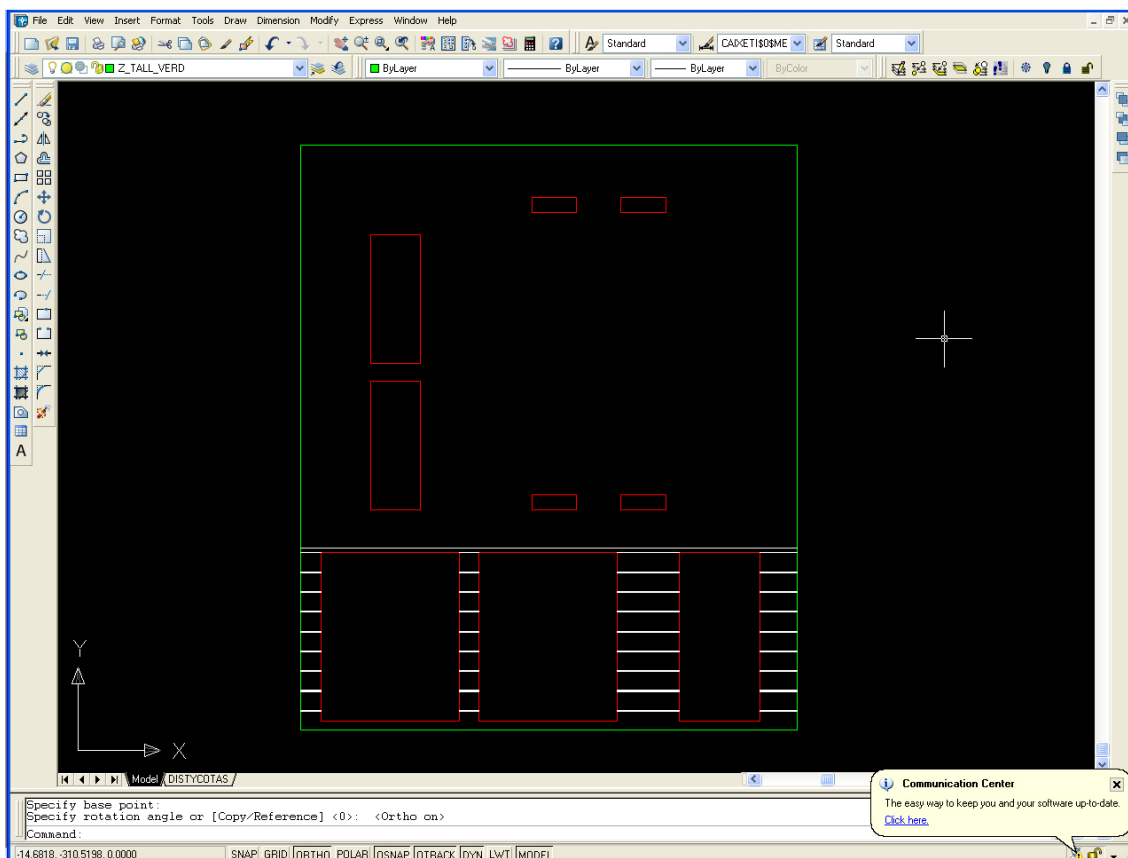 File Edit View Insert Format Tools Draw Dimension Modify Express Window Help
Standard CADXETI$0$ME Standard
Z_TALL_VERD ByLayer ByLayer ByLayer ByColor
A
Y
X
Model DISTYCOTAS
Communication Center
The easy way to keep you and your software up-to-date.
Click here.
Specify base point:
Specify rotation angle or [Copy/Reference] <0>: <Ortho on>
Command:
-14.6818, -310.5198, 0.0000 SNAP GRID ORTHO POLAR OSNAP OTRACK DYN LWT MODEL